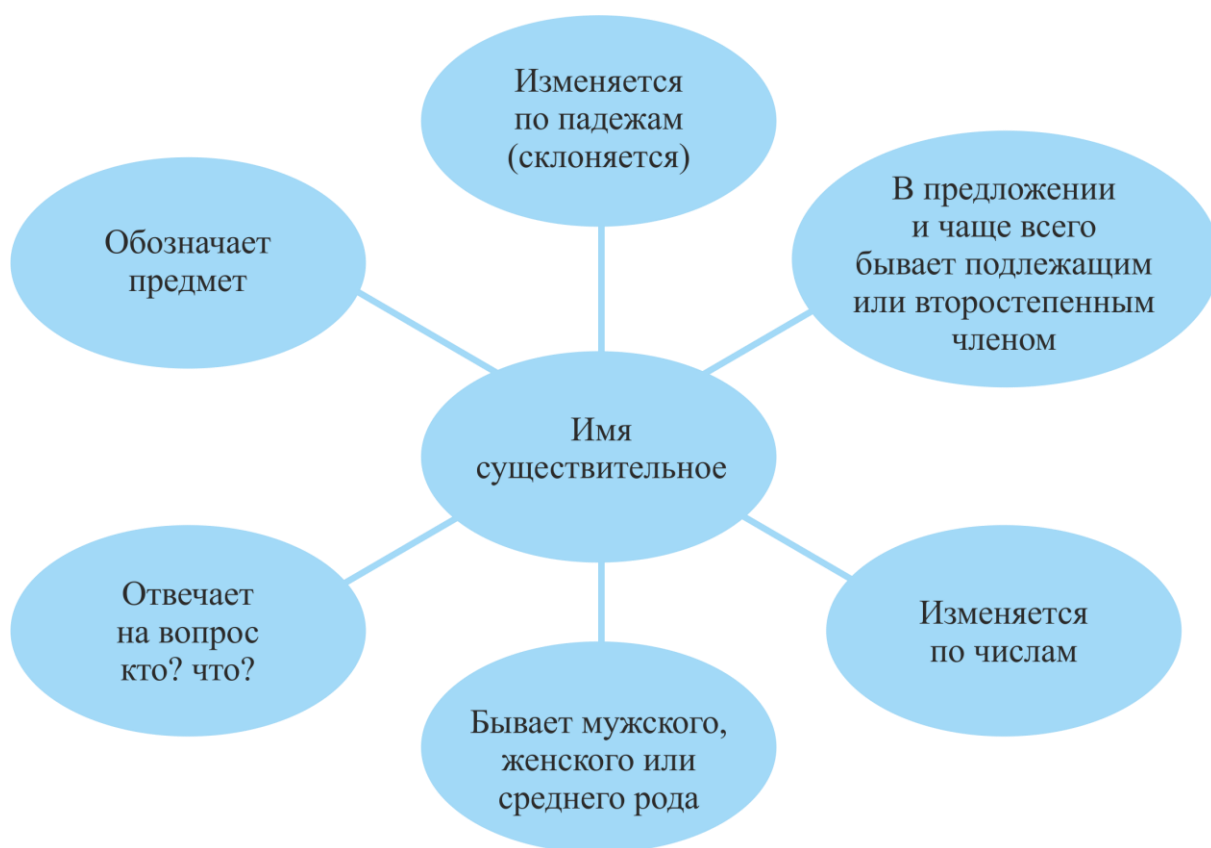 Изменяется
по падежам
(склоняется)
Обозначает
предмет
В предложении
и чаще всего
бывает подлежащим
или второстепенным
членом
Имя
существительное
Отвечает
на вопрос
кто? что?
Изменяется
по числам
Бывает мужского,
женского или
среднего рода